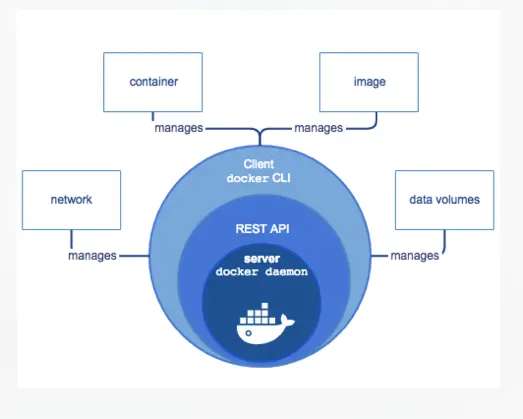 container
image
manages
manages
Client
docker CLI
network
data volumes
REST API
manages
server
docker daemon
manages